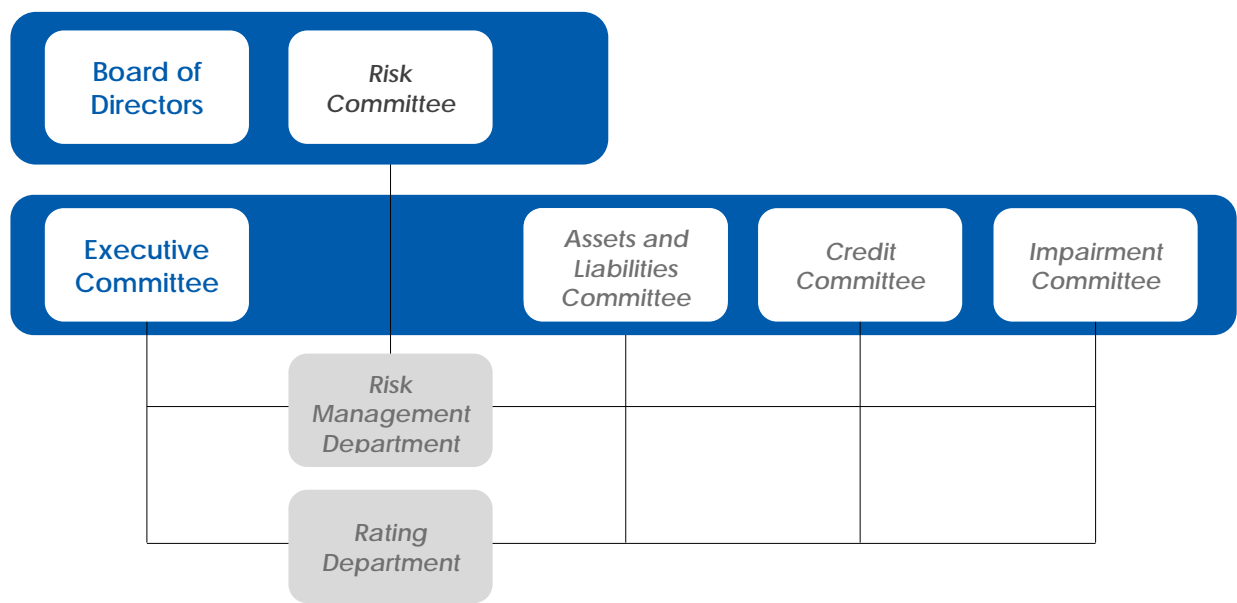 Board of
Directors
Risk
Committee
Executive
Committee
Assets and
Liabilities
Committee
Credit
Committee
Impairment
Committee
Risk
Management
Department
Rating
Department